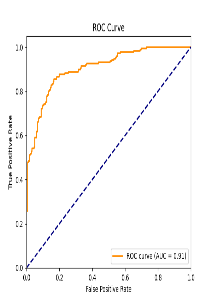 ROC Curve
1.0
0.8
0.6
0.4
0.2
0.0
True Positive Rate
ROC curve (AUC = 0.91)
0.0 0.2 0.4 0.6 0.8 1.0
False Positive Rate